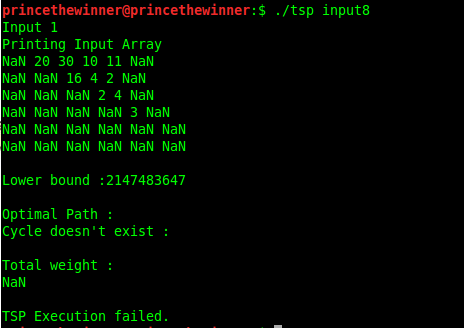 princethewinner@princethewinner:$ ./tsp input8
Input 1
Printing Input Array
NaN 20 30 10 11 NaN
NaN NaN 16 4 2 NaN
NaN NaN NaN 2 4 NaN
NaN NaN NaN NaN 3 NaN
NaN NaN NaN NaN NaN NaN
NaN NaN NaN NaN NaN NaN
Lower bound :2147483647
Optimal Path :
Cycle doesn't exist :
Total weight :
NaN
TSP Execution failed.